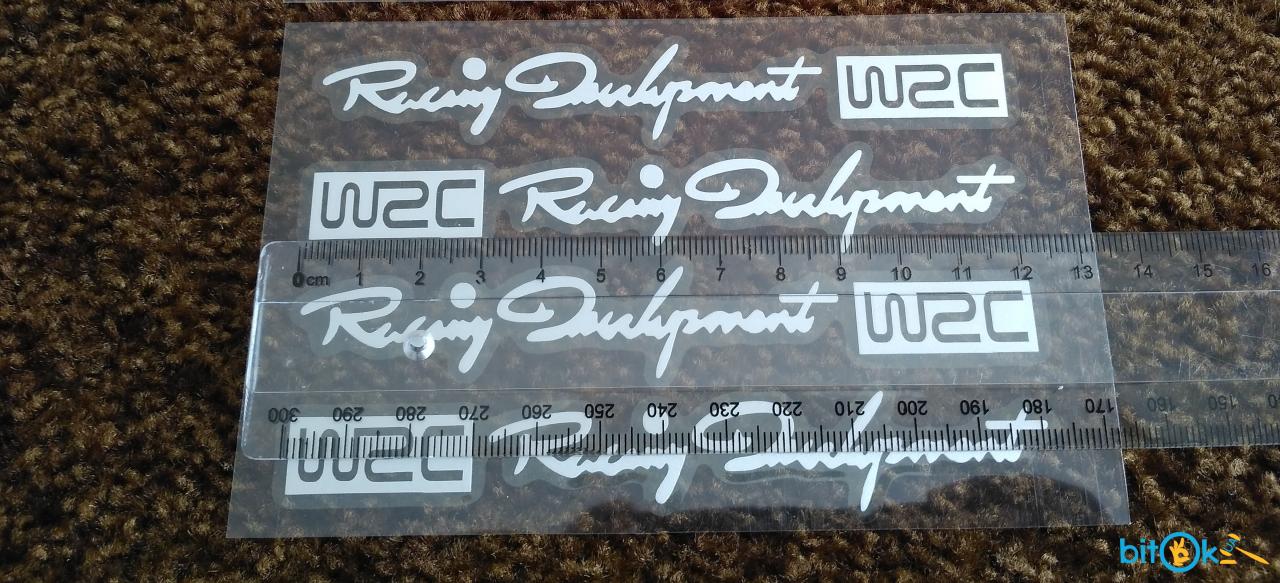 Racing Development WRC
WRC Racing Development
0cm 1 2 3 4 5 6 7 8 9 10 11 12 13 14 15 16
Racing Development WRC
300 290 280 270 260 250 240 230 220 210 200 190 180 170 160 150 140
WRC Racing Development
bitOk